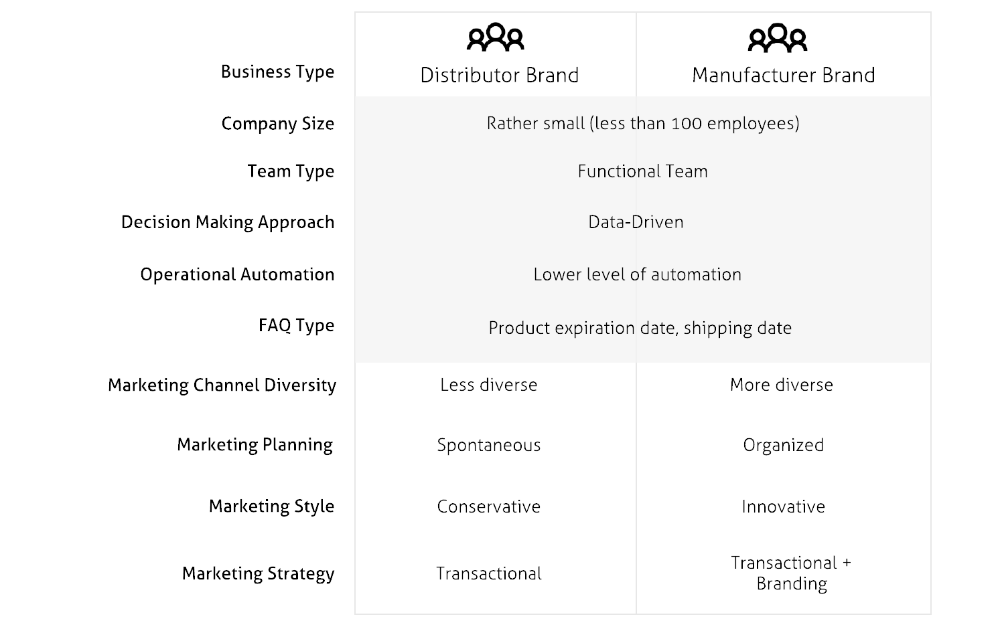 Business Type
Distributor Brand
Manufacturer Brand
Company Size
Rather small (less than 100 employees)
Team Type
Functional Team
Decision Making Approach
Data-Driven
Operational Automation
Lower level of automation
FAQ Type
Product expiration date, shipping date
Marketing Channel Diversity
Less diverse
More diverse
Marketing Planning
Spontaneous
Organized
Marketing Style
Conservative
Innovative
Marketing Strategy
Transactional
Transactional +
Branding